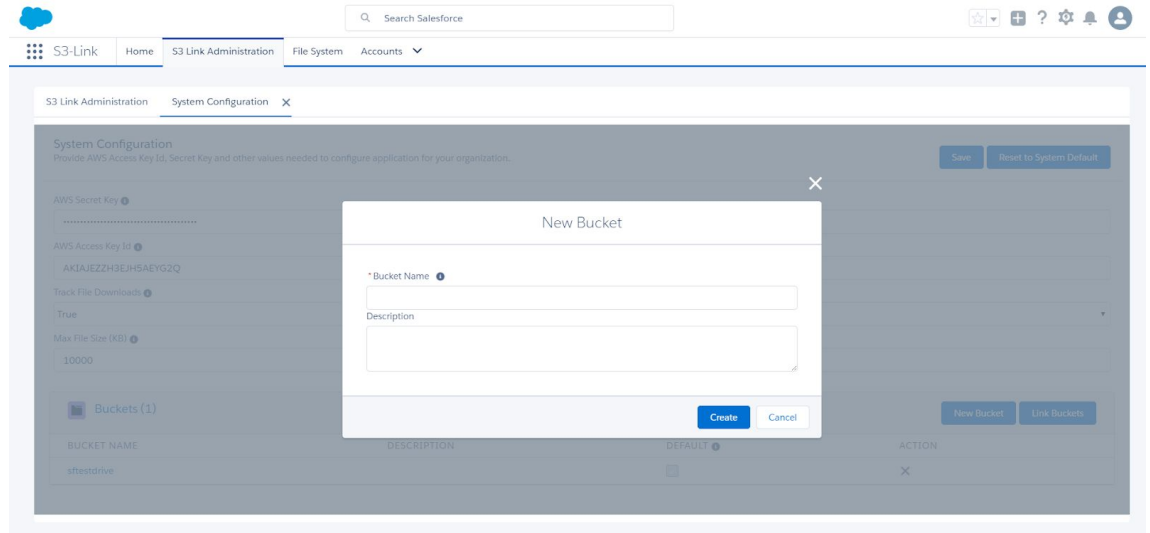 Search Salesforce
S3-Link Home S3 Link Administration File System Accounts
S3 Link Administration System Configuration
System Configuration
Provide AWS Access Key Id, Secret Key and other values needed to configure application for your organization.
Save Reset to System Default
AWS Secret Key
AWS Access Key Id
AKIAJEZZH3EJHSAEYG2Q
Track File Downloads
True
Max File Size (KB)
10000
New Bucket
*Bucket Name
Description
Create Cancel
Buckets (1)
New Bucket Link Buckets
BUCKET NAME DESCRIPTION DEFAULT ACTION
sftestdrive